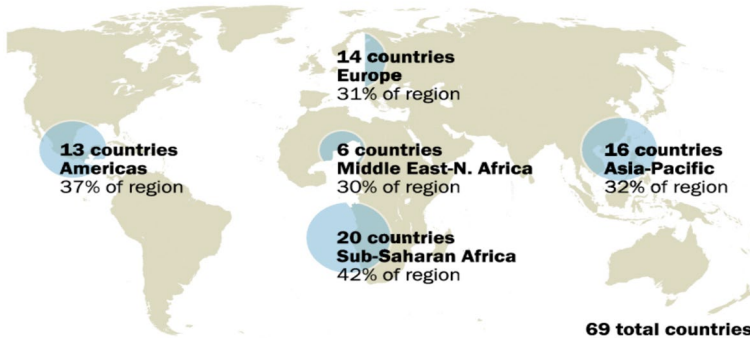 14 countries
Europe
31% of region
13 countries
Americas
37% of region
6 countries
Middle East-N. Africa
30% of region
16 countries
Asia-Pacific
32% of region
20 countries
Sub-Saharan Africa
42% of region
69 total countries